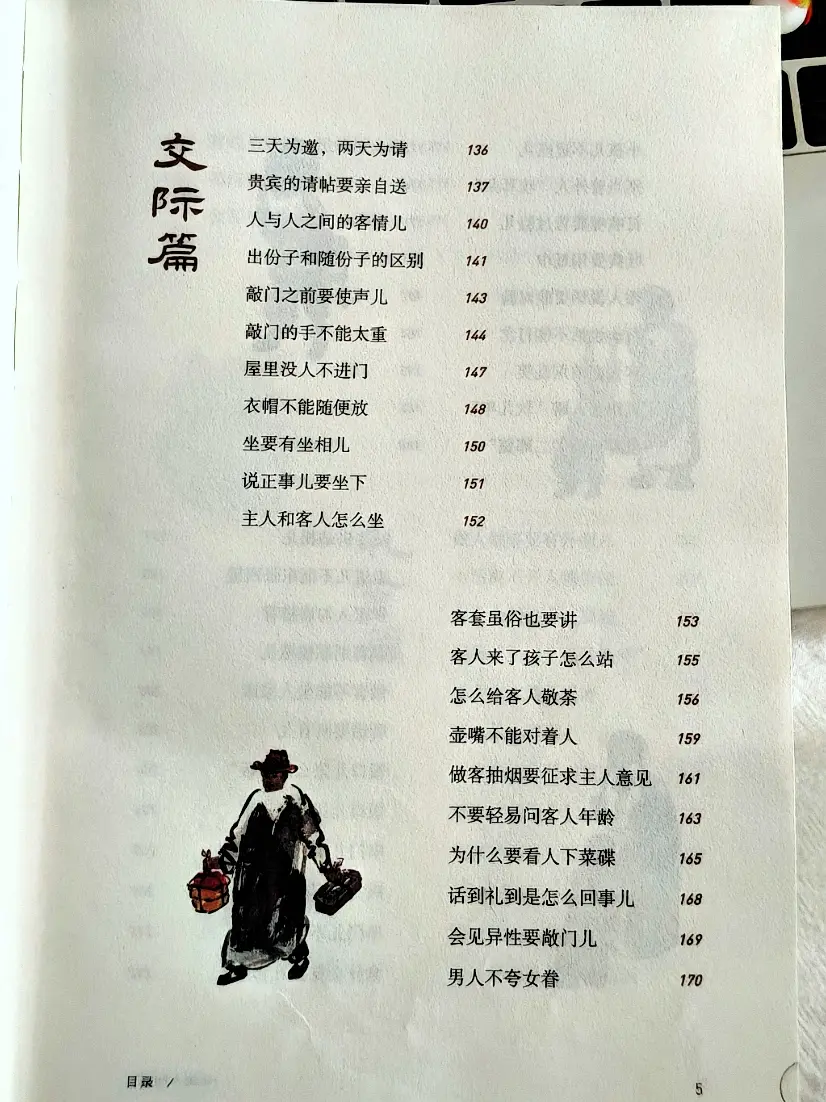 交际篇
三天为邀，两天为请 136
贵宾的请帖要亲自送 137
人与人之间的客情儿 140
出份子和随份子的区别 141
敲门之前要使声儿 143
敲门的手不能太重 144
屋里没人不进门 147
衣帽不能随便放 148
坐要有坐相儿 150
说正事儿要坐下 151
主人和客人怎么坐 152
客套虽俗也要讲 153
客人来了孩子怎么站 155
怎么给客人敬茶 156
壶嘴不能对着人 159
做客抽烟要征求主人意见 161
不要轻易问客人年龄 163
为什么要看人下菜碟 165
话到礼到是怎么回事儿 168
会见异性要敞门儿 169
男人不夸女眷 170
目录 /
5